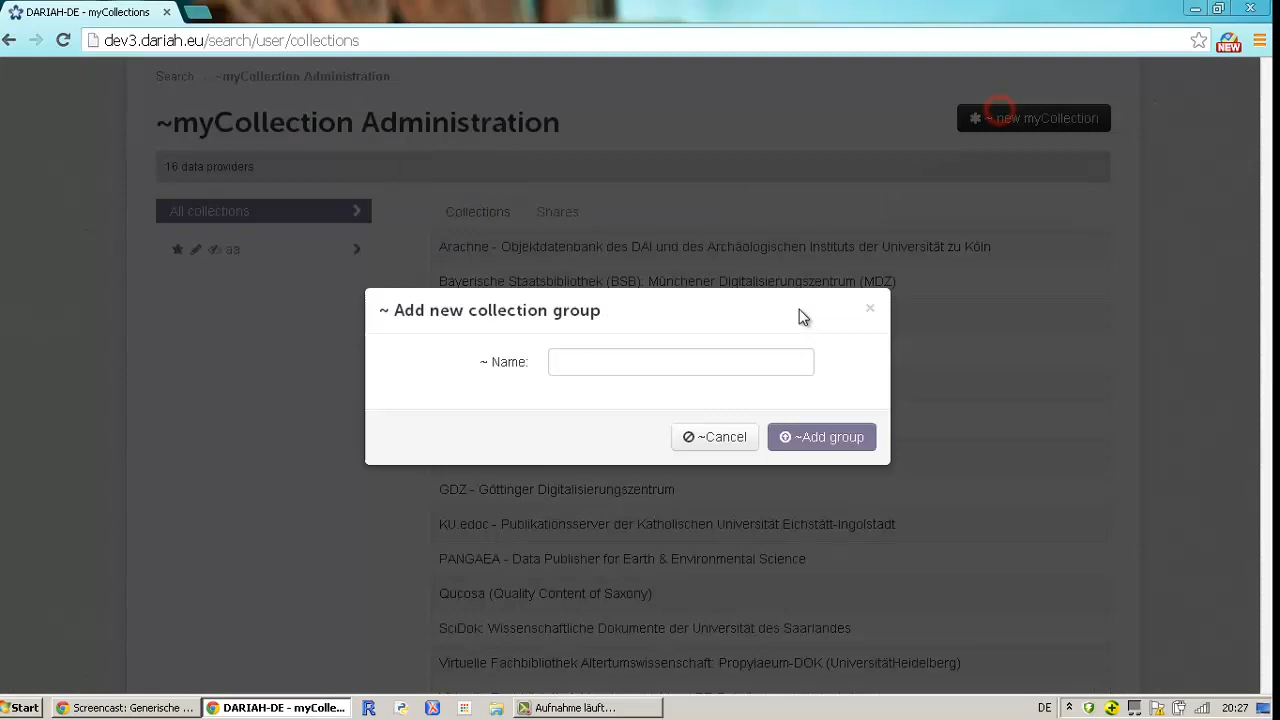 DARIAH-DE - myCollections
dev3.dariah.eu/search/user/collections
NEW
Search ~myCollection Administration
~myCollection Administration
~ new myCollection
16 data providers
All collections
aa
Collections Shares
Arachne - Objektdatenbank des DAI und des Archäologischen Instituts der Universität zu Köln
Bayerische Staatsbibliothek (BSB): Münchener Digitalisierungszentrum (MDZ)
~ Add new collection group
×
~ Name:
~Cancel
~Add group
GDZ - Göttinger Digitalisierungszentrum
KU.edoc - Publikationsserver der Katholischen Universität Eichstätt-Ingolstadt
PANGAEA - Data Publisher for Earth & Environmental Science
Qucosa (Quality Content of Saxony)
SciDok: Wissenschaftliche Dokumente der Universität des Saarlandes
Virtuelle Fachbibliothek Altertumswissenschaft: Propylaeum-DOK (UniversitätHeidelberg)
Start
Screencast: Generische ...
DARIAH-DE - myColle...
Aufnahme läuft...
DE
20:27